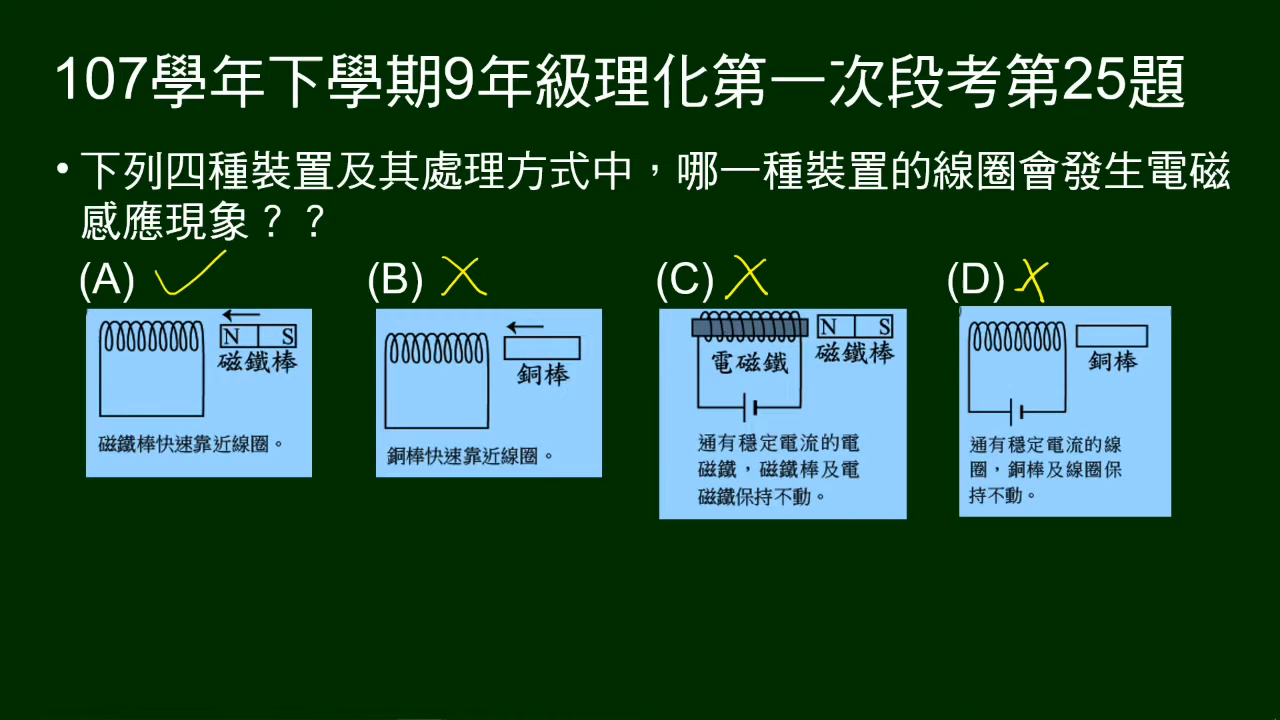 107學年下學期9年級理化第一次段考第25題
•下列四種裝置及其處理方式中，哪一種裝置的線圈會發生電磁
感應現象？？
(A) (B) (C) (D)
N S
磁鐵棒
磁鐵棒快速靠近線圈。
銅棒
銅棒快速靠近線圈。
N S
電磁鐵 磁鐵棒
通有穩定電流的電
磁鐵，磁鐵棒及電
磁鐵保持不動。
銅棒
通有穩定電流的線
圈，銅棒及線圈保
持不動。